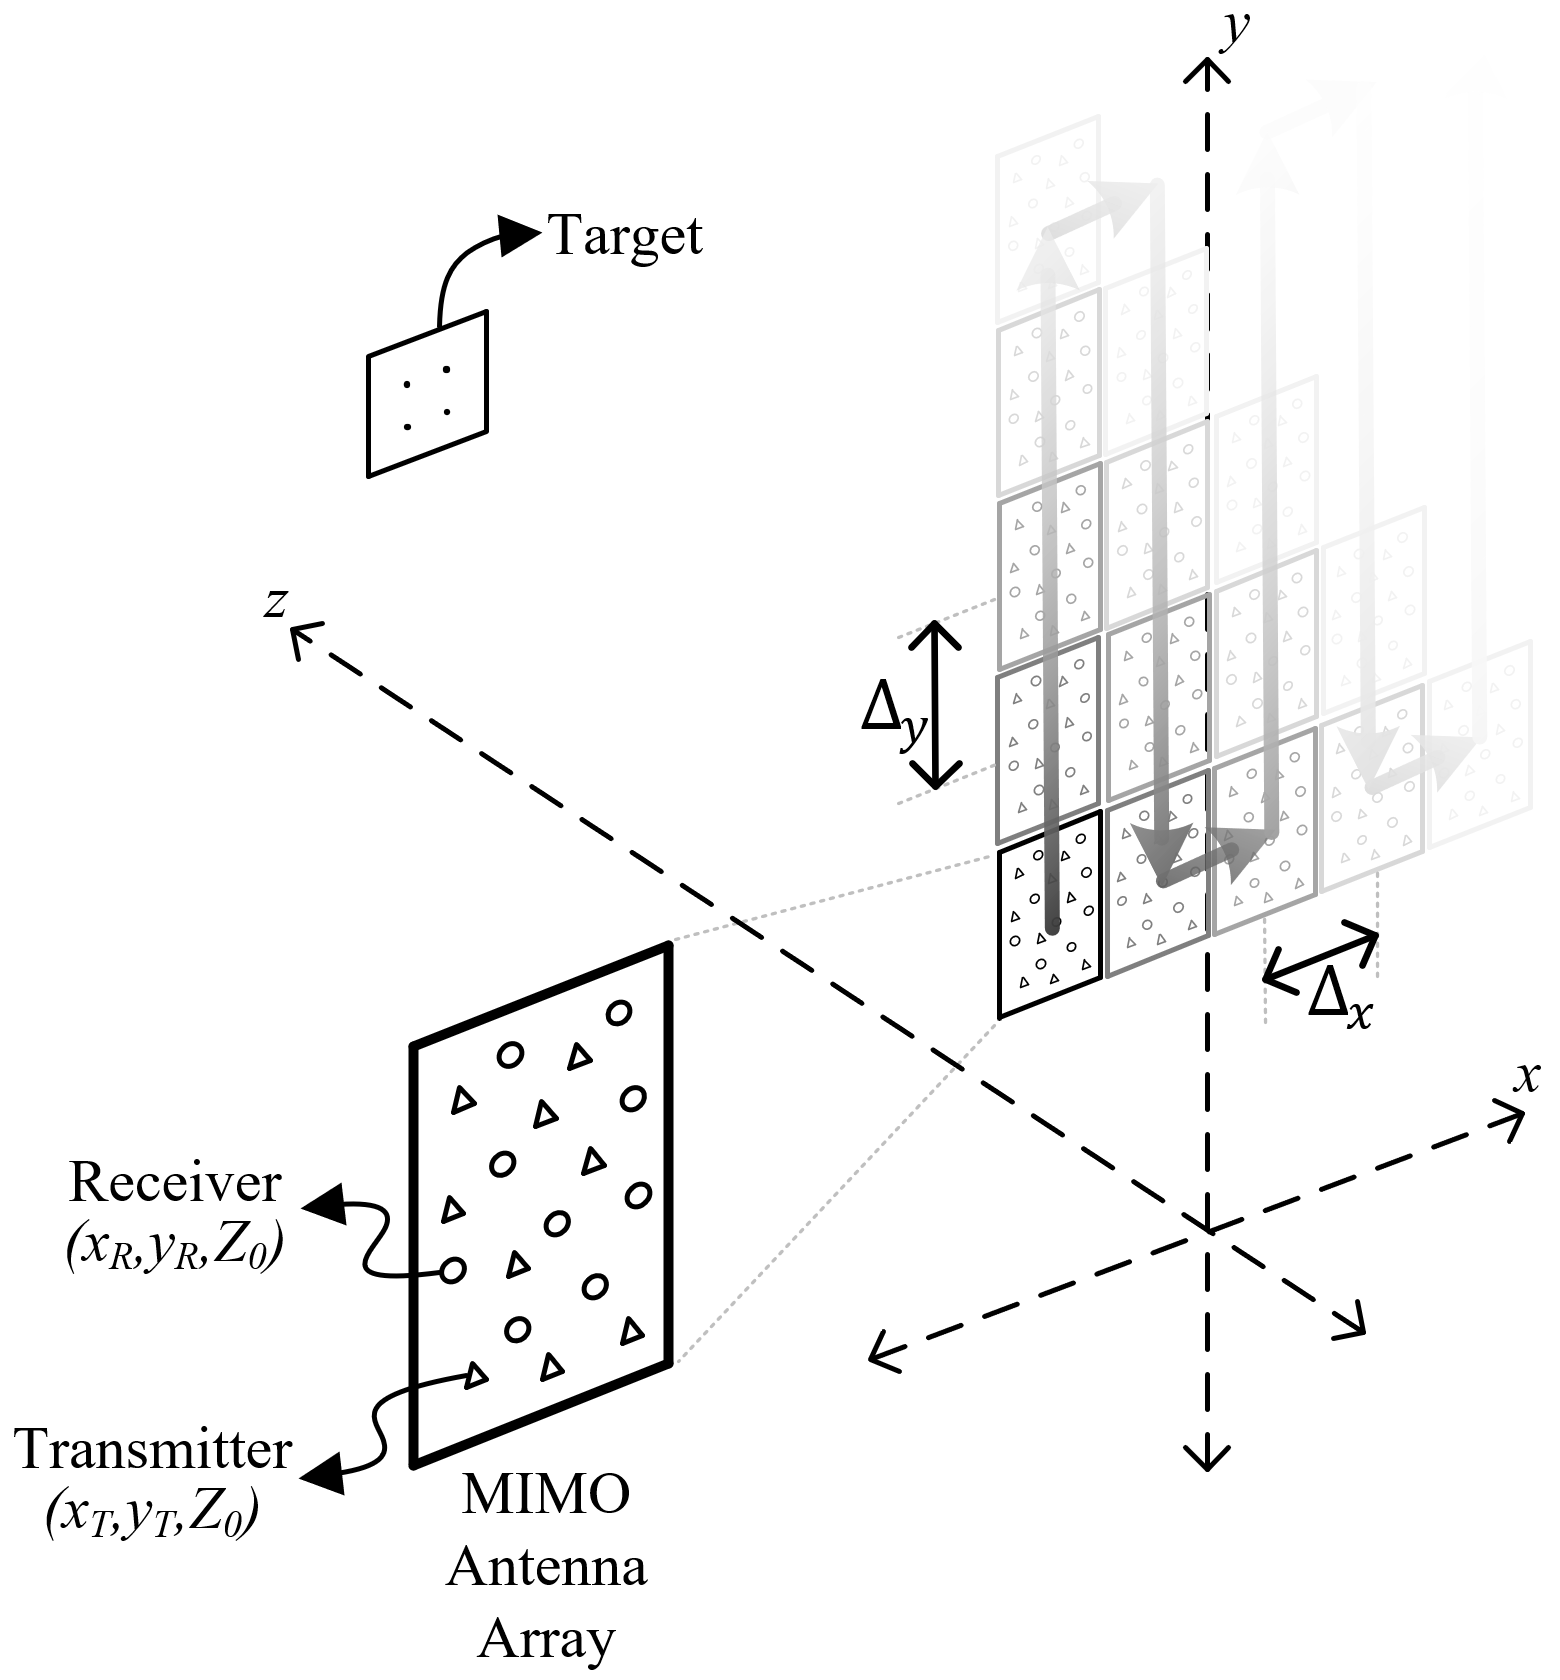 y
Target
z
Δy
Δx
x
Receiver
(xR,yR,Z0)
Transmitter
(xT,yT,Z0)
MIMO
Antenna
Array